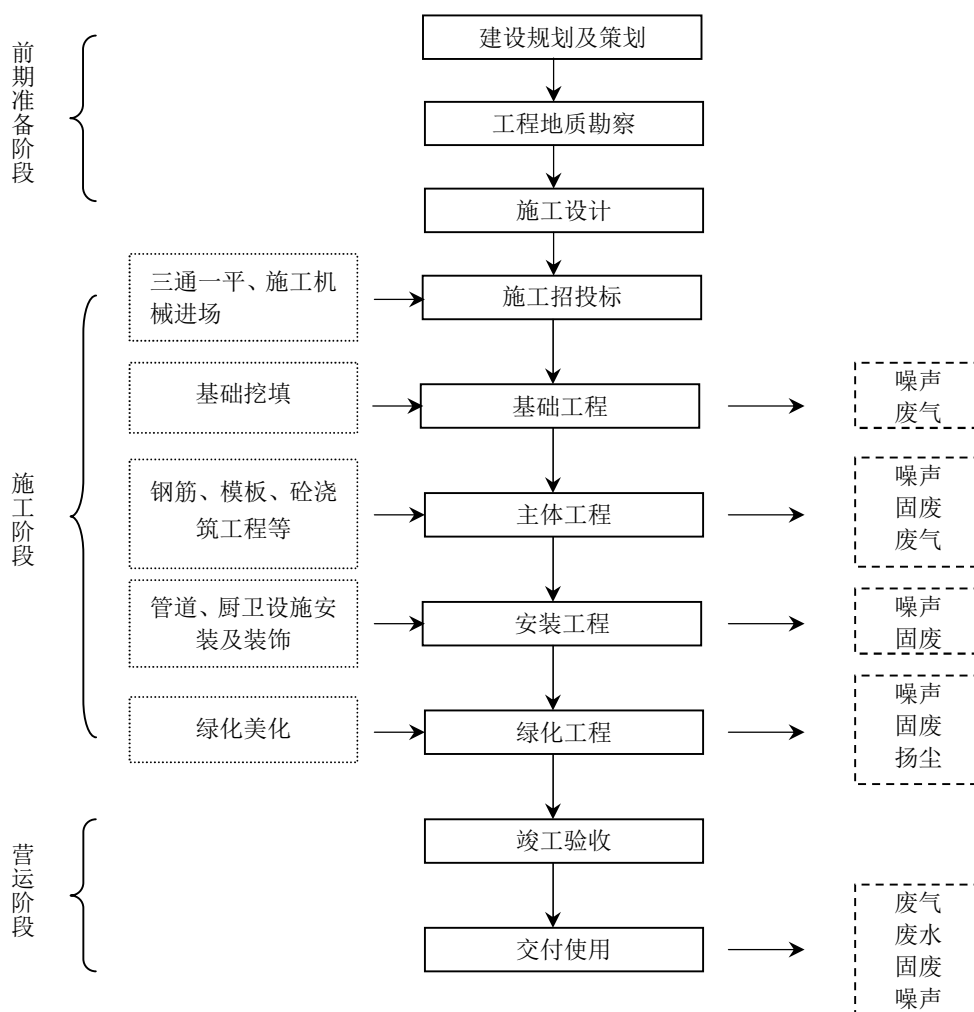 前期准备阶段
建设规划及策划
工程地质勘察
施工设计
施工阶段
三通一平、施工机
械进场
施工招投标
基础挖填
基础工程
噪声
废气
钢筋、模板、砼浇
筑工程等
主体工程
噪声
固废
废气
管道、厨卫设施安
装及装饰
安装工程
噪声
固废
绿化美化
绿化工程
噪声
固废
扬尘
营运阶段
竣工验收
交付使用
废气
废水
固废
噪声